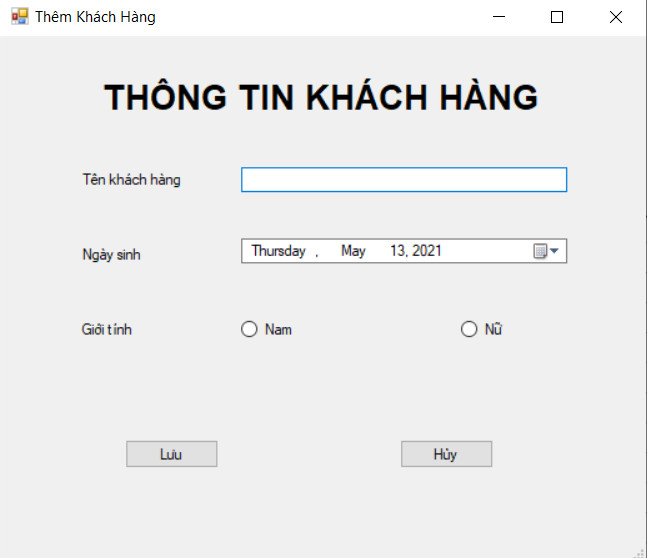 Thêm Khách Hàng
THÔNG TIN KHÁCH HÀNG
Tên khách hàng
Ngày sinh Thursday , May 13, 2021
Giới tính Nam Nữ
Lưu Hủy